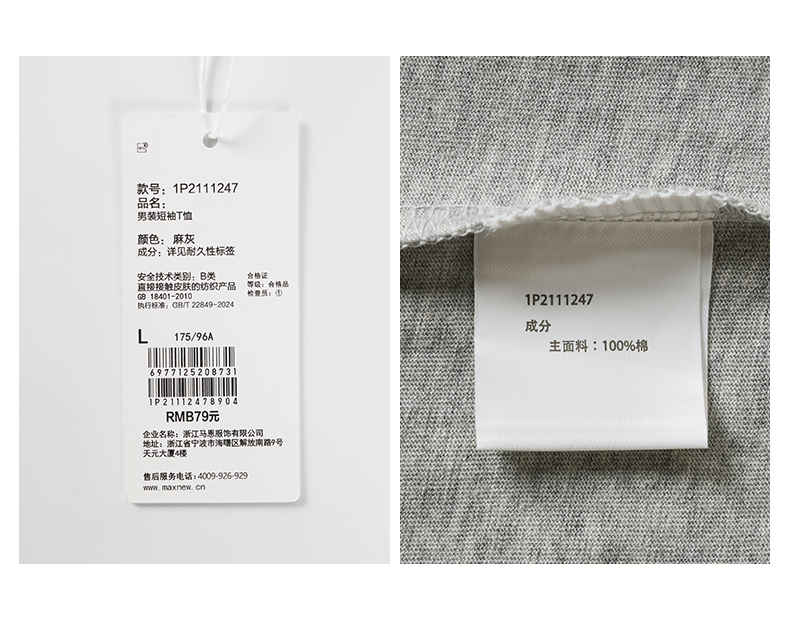 款号：1P2111247
品名：
男装短袖T恤
颜色：麻灰
成分：详见耐久性标签
安全技术类别：B类
直接接触皮肤的纺织产品
GB 18401-2010
执行标准：GB/T 22849-2024
合格证
等级：合格品
检查员：①
L 175/96A
6977125208731
1P21112478904
RMB79元
企业名称：浙江马恩服饰有限公司
地址：浙江省宁波市海曙区解放南路9号
天元大厦4楼
售后服务电话：4009-926-929
www.maxnew.cn
1P2111247
成分
主面料：100%棉